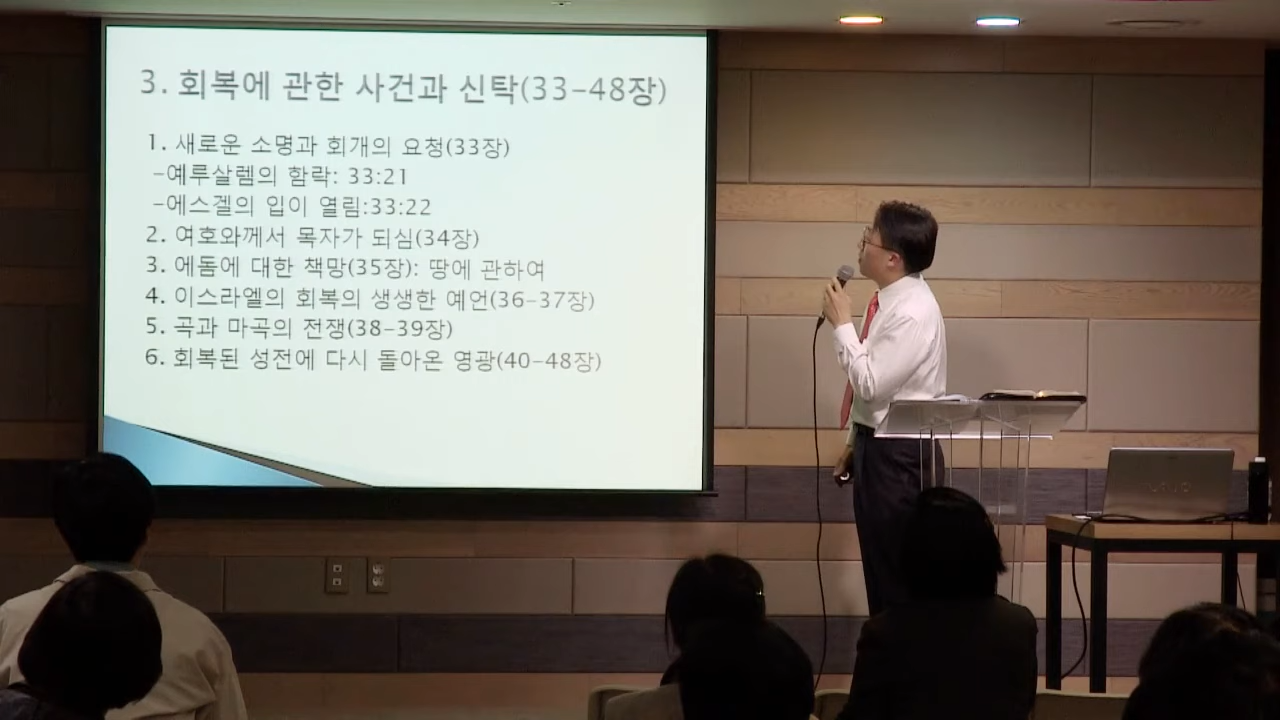 3. 회복에 관한 사건과 신탁(33-48장)
1. 새로운 소명과 회개의 요청(33장)
-예루살렘의 함락: 33:21
-에스겔의 입이 열림:33:22
2. 여호와께서 목자가 되심(34장)
3. 에돔에 대한 책망(35장): 땅에 관하여
4. 이스라엘의 회복의 생생한 예언(36-37장)
5. 곡과 마곡의 전쟁(38-39장)
6. 회복된 성전에 다시 돌아온 영광(40-48장)
VAIO